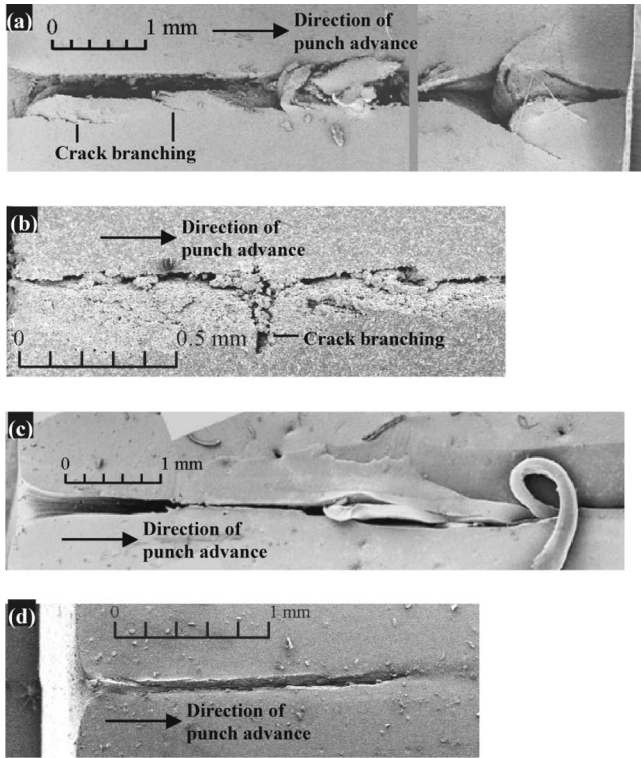 (a)
0 1 mm
Direction of
punch advance
Crack branching
(b)
Direction of
punch advance
0 0.5 mm
Crack branching
(c)
0 1 mm
Direction of
punch advance
(d)
0 1 mm
Direction of
punch advance